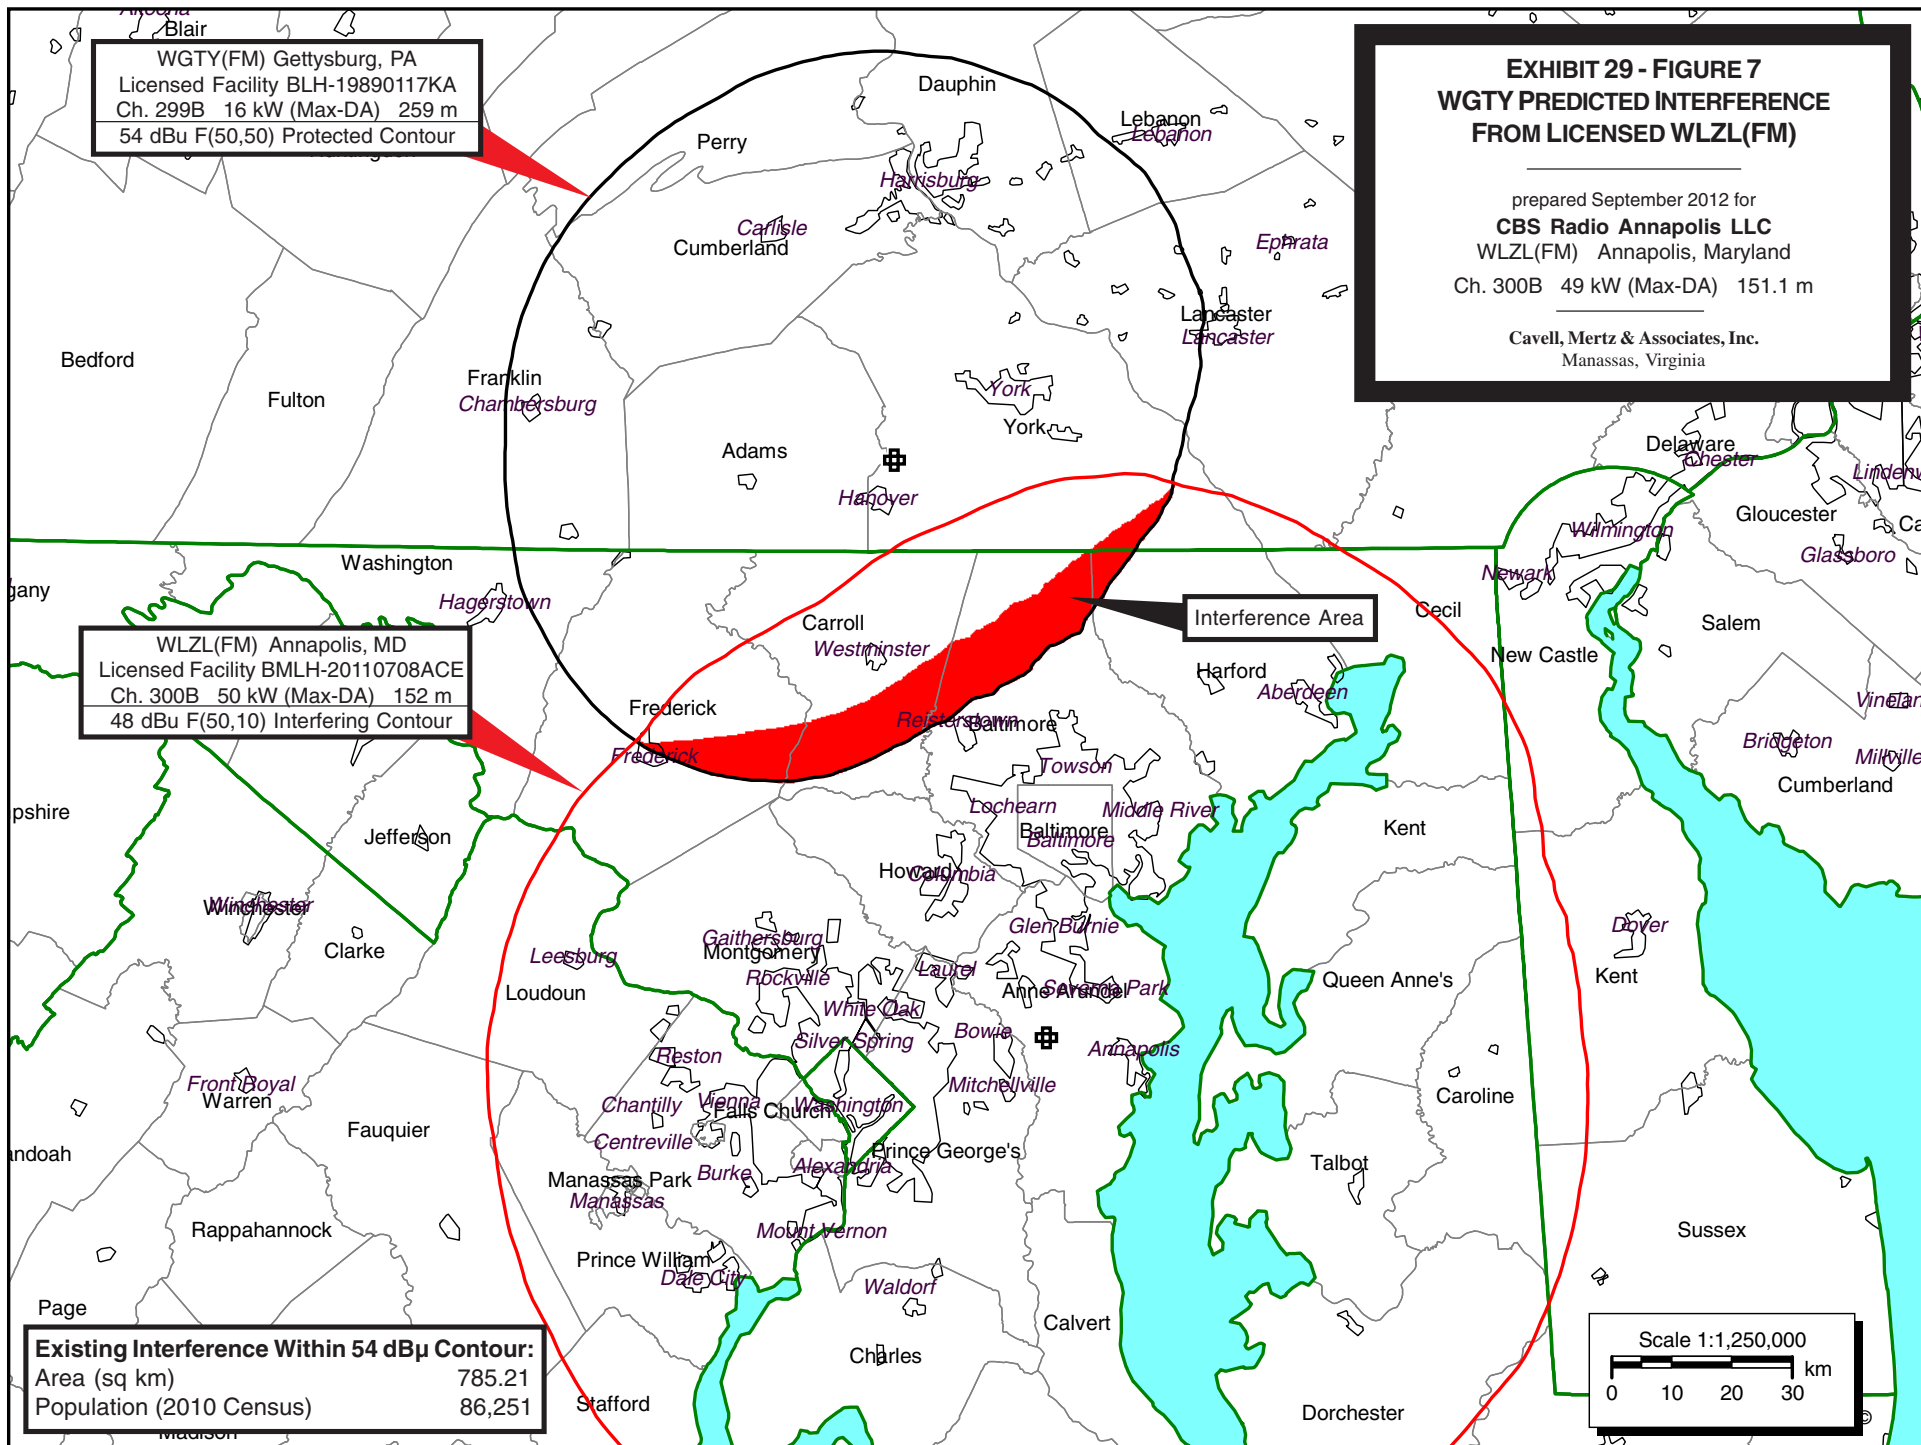 Altoona
Blair
WGTY(FM) Gettysburg, PA
Licensed Facility BLH-19890117KA
Ch. 299B 16 kW (Max-DA) 259 m
54 dBu F(50,50) Protected Contour
EXHIBIT 29 - FIGURE 7
WGTY PREDICTED INTERFERENCE
FROM LICENSED WLZL(FM)
prepared September 2012 for
CBS Radio Annapolis LLC
WLZL(FM) Annapolis, Maryland
Ch. 300B 49 kW (Max-DA) 151.1 m
Cavell, Mertz & Associates, Inc.
Manassas, Virginia
Dauphin
Perry
Lebanon
Lebanon
Harrisburg
Carlisle
Cumberland
Ephrata
Lancaster
Lancaster
Bedford
Fulton
Franklin
Chambersburg
York
York
Adams
Hanover
Delaware
Chester
Lindenw
Gloucester
Ca
Wilmington
Glassboro
Newark
Washington
Hagerstown
gany
Carroll
Westminster
Interference Area
Cecil
Salem
New Castle
Harford
Aberdeen
Vinelan
WLZL(FM) Annapolis, MD
Licensed Facility BMLH-20110708ACE
Ch. 300B 50 kW (Max-DA) 152 m
48 dBu F(50,10) Interfering Contour
Frederick
Frederick
Reisterstown
Baltimore
Towson
Bridgeton
Millville
Cumberland
Lochearn
Middle River
Baltimore
Baltimore
Kent
pshire
Jefferson
Howard
Columbia
Winchester
Winchester
Clarke
Glen Burnie
Dover
Gaithersburg
Montgomery
Leesburg
Rockville
Laurel
Loudoun
Anne Arundel
Severna Park
Queen Anne's
Kent
White Oak
Bowie
Silver Spring
Annapolis
Reston
Front Royal
Warren
Mitchellville
Caroline
Chantilly
Vienna
Falls Church
Washington
Fauquier
Centreville
Prince George's
andoah
Burke
Alexandria
Talbot
Manassas Park
Manassas
Rappahannock
Mount Vernon
Sussex
Prince William
Dale City
Waldorf
Page
Calvert
Charles
Existing Interference Within 54 dBµ Contour:
Area (sq km) 785.21
Population (2010 Census) 86,251
Madison
Stafford
Dorchester
Scale 1:1,250,000
km
0 10 20 30
©